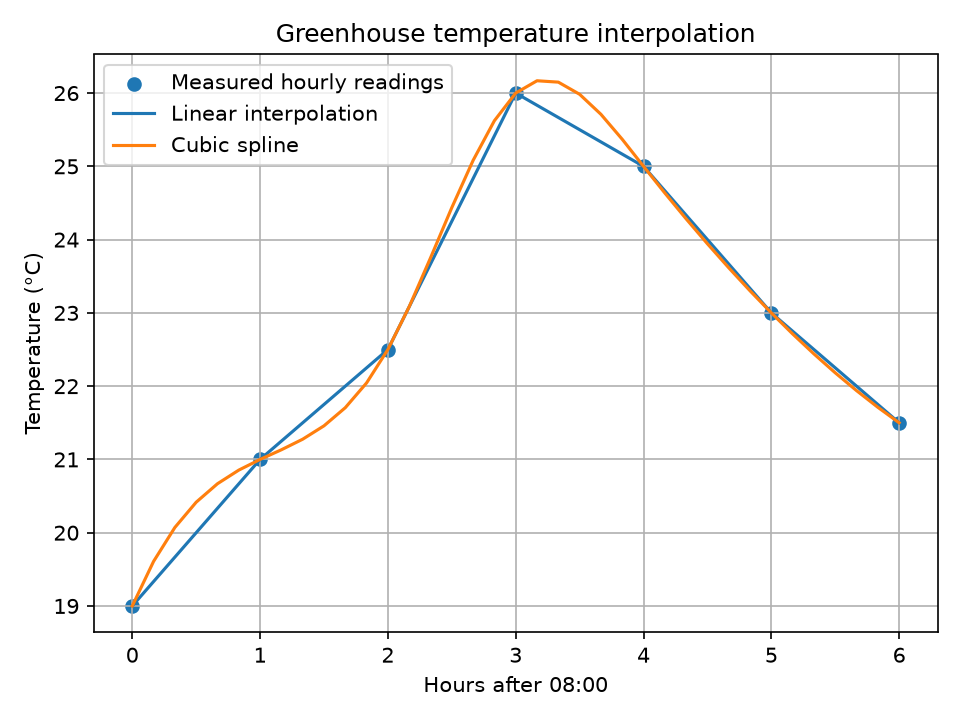 Greenhouse temperature interpolation
Measured hourly readings
Linear interpolation
Cubic spline
Temperature (°C)
26
25
24
23
22
21
20
19
0 1 2 3 4 5 6
Hours after 08:00